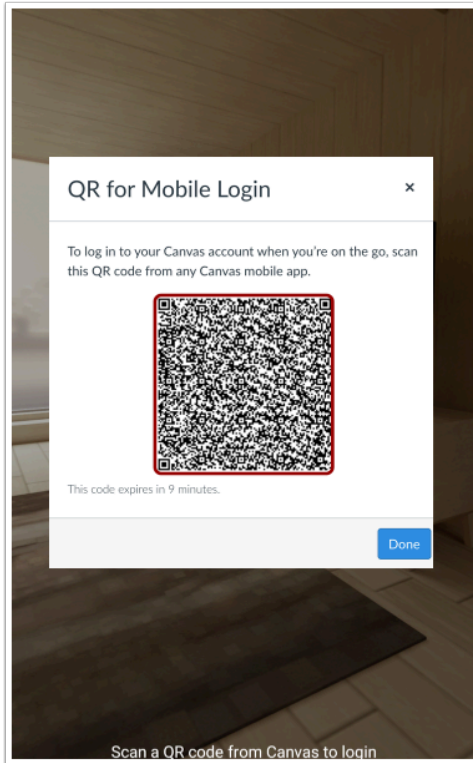 QR for Mobile Login ×
To log in to your Canvas account when you're on the go, scan
this QR code from any Canvas mobile app.
This code expires in 9 minutes.
Done
Scan a QR code from Canvas to login